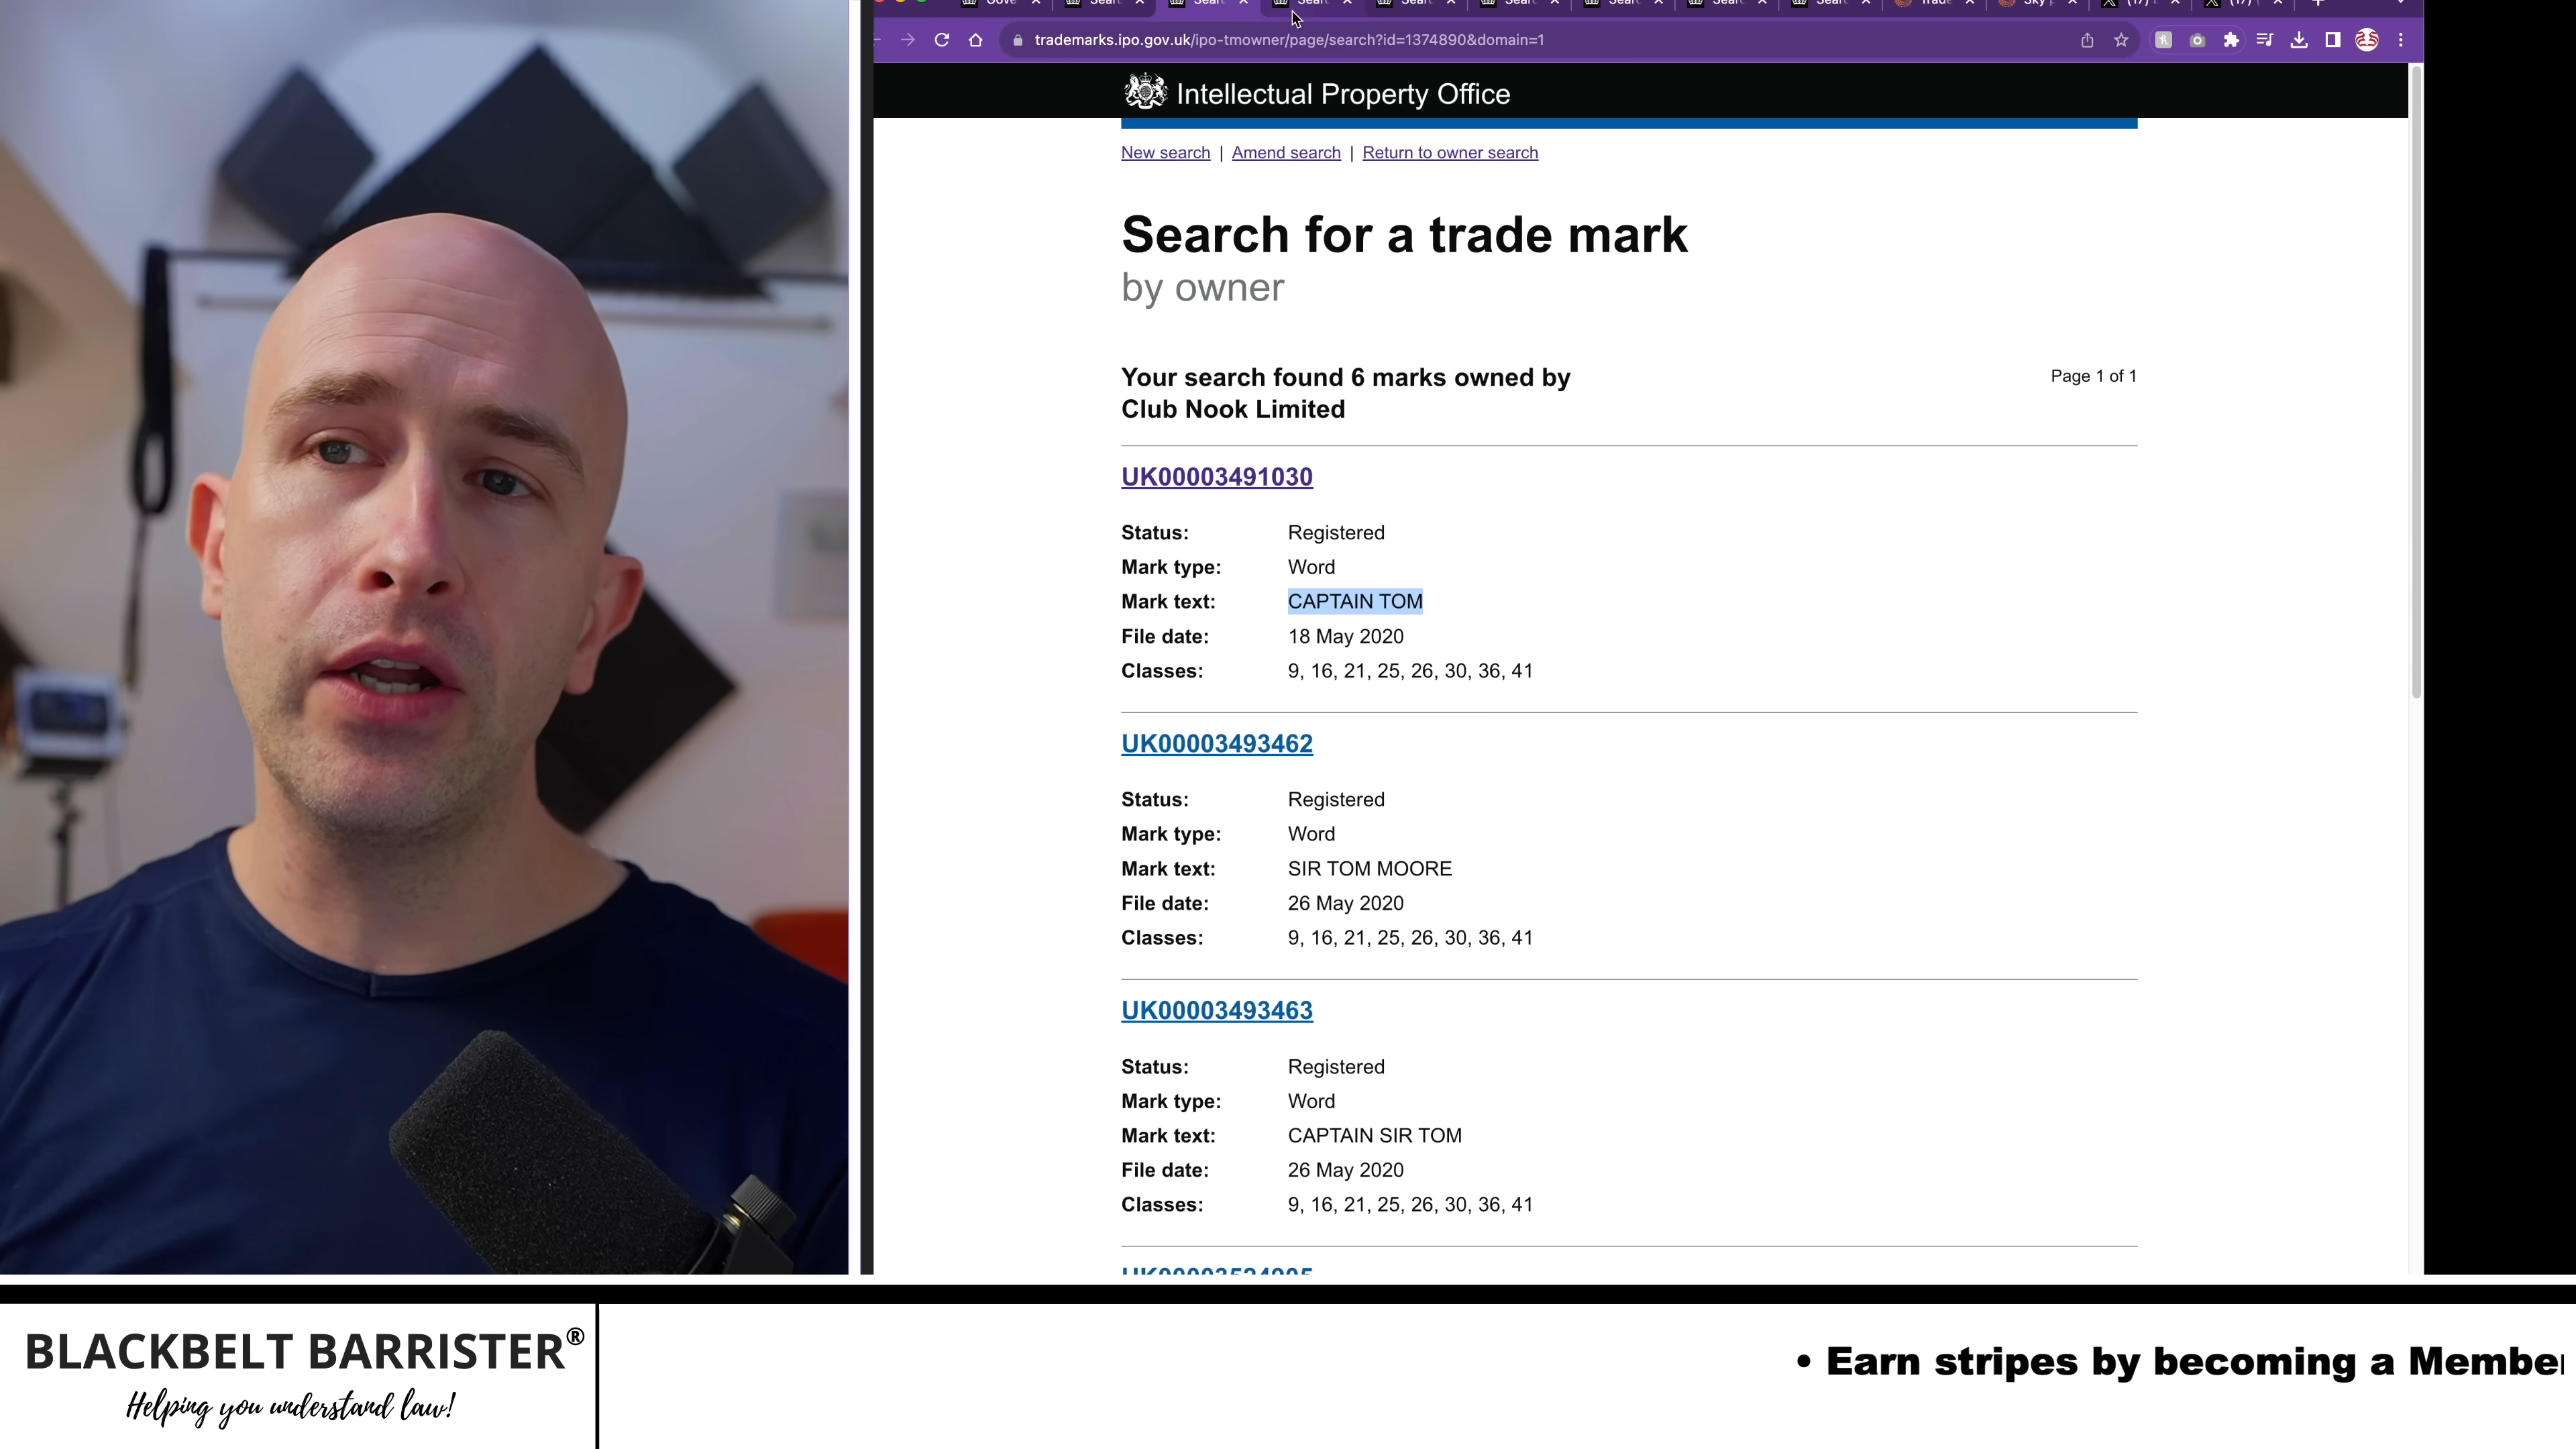 trademarks.ipo.gov.uk/ipo-tmowner/page/search?id=1374890&domain=1
Intellectual Property Office
New search | Amend search | Return to owner search
Search for a trade mark
by owner
Your search found 6 marks owned by
Club Nook Limited
Page 1 of 1
UK00003491030
Status: Registered
Mark type: Word
Mark text: CAPTAIN TOM
File date: 18 May 2020
Classes: 9, 16, 21, 25, 26, 30, 36, 41
UK00003493462
Status: Registered
Mark type: Word
Mark text: SIR TOM MOORE
File date: 26 May 2020
Classes: 9, 16, 21, 25, 26, 30, 36, 41
UK00003493463
Status: Registered
Mark type: Word
Mark text: CAPTAIN SIR TOM
File date: 26 May 2020
Classes: 9, 16, 21, 25, 26, 30, 36, 41
BLACKBELT BARRISTER®
Helping you understand law!
• Earn stripes by becoming a Member